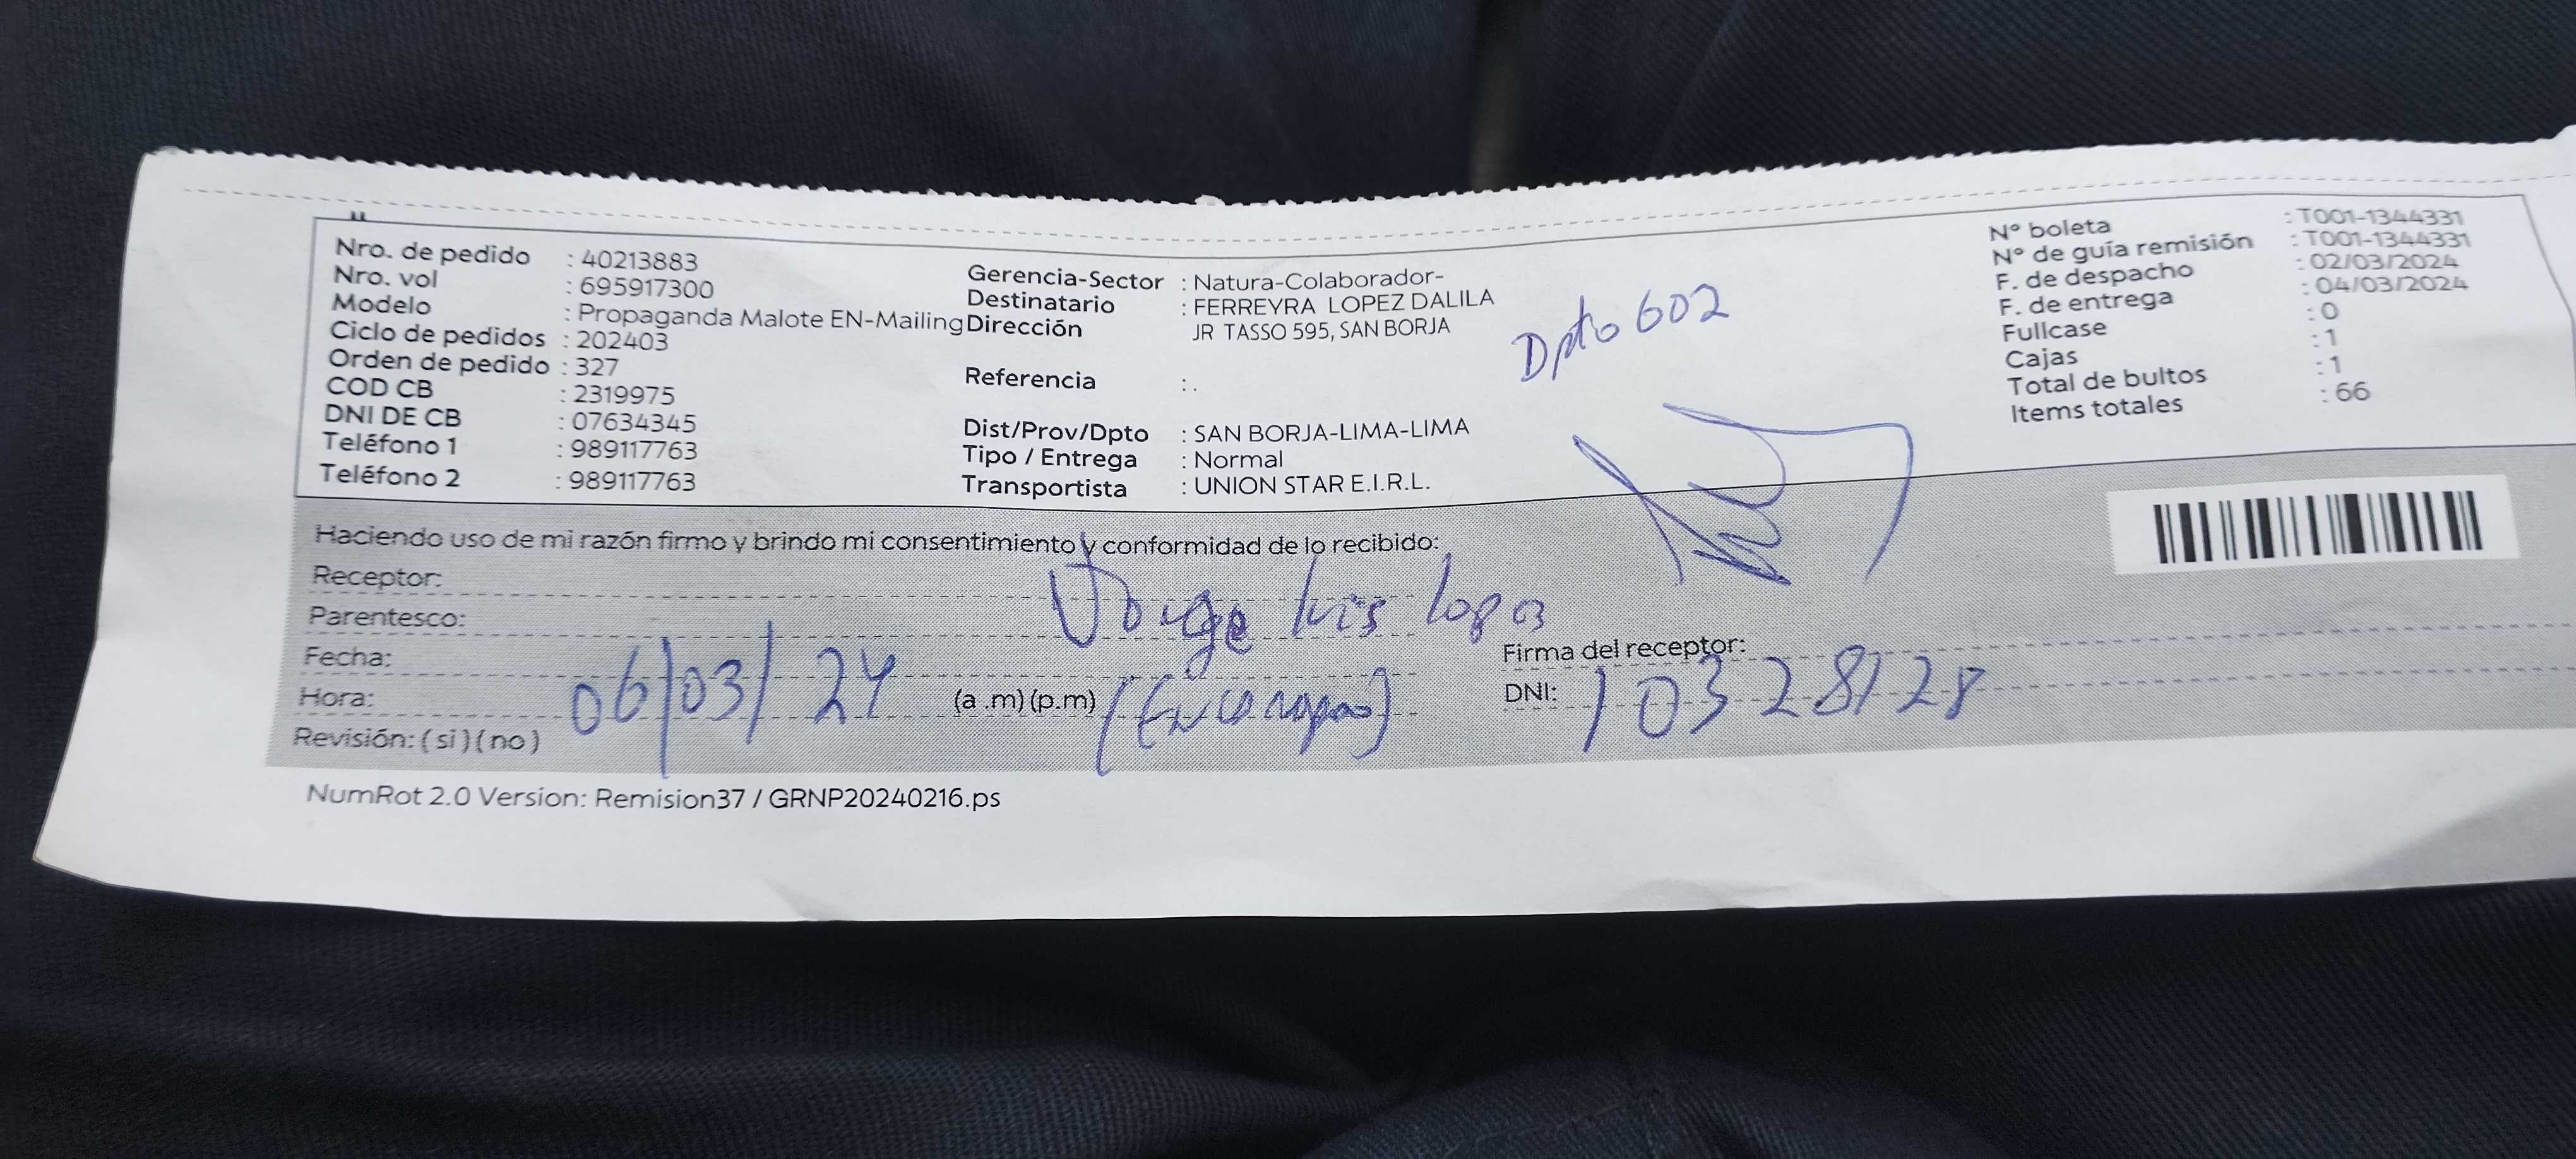 Nro. de pedido : 40213883
Nro. vol : 695917300
Modelo : Propaganda Malote EN-Mailing
Ciclo de pedidos : 202403
Orden de pedido : 327
COD CB : 2319975
DNI DE CB : 07634345
Teléfono 1 : 989117763
Teléfono 2 : 989117763
Gerencia-Sector : Natura-Colaborador-
Destinatario : FERREYRA LOPEZ DALILA
Dirección JR TASSO 595, SAN BORJA
Dpto 602
Referencia : .
Dist/Prov/Dpto : SAN BORJA-LIMA-LIMA
Tipo / Entrega : Normal
Transportista : UNION STAR E.I.R.L.
N° boleta : T001-1344331
N° de guía remisión : T001-1344331
F. de despacho : 02/03/2024
F. de entrega : 04/03/2024
Fullcase : 0
Cajas : 1
Total de bultos : 1
Items totales : 66
Haciendo uso de mi razón firmo y brindo mi consentimiento y conformidad de lo recibido:
Receptor:
Jorge Luis Lopez
Parentesco:
Fecha:
06/03/24
Hora: (a .m) (p.m)
Revisión: ( si ) ( no )
Firma del receptor:
DNI: 10328128
NumRot 2.0 Version: Remision37 / GRNP20240216.ps